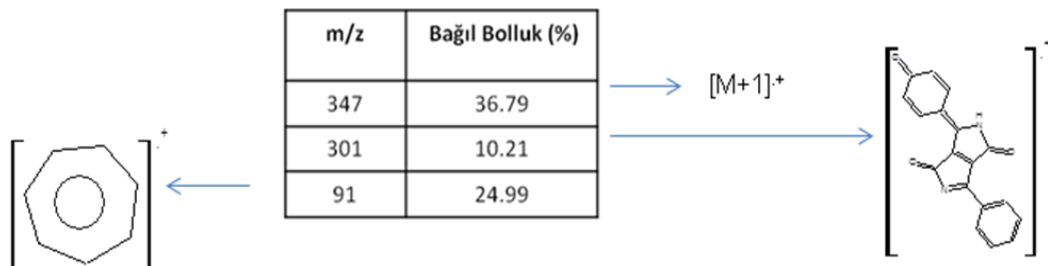 m/z Bağıl Bolluk (%)
347 36.79
301 10.21
91 24.99
[M+1].+
.+
.+
H